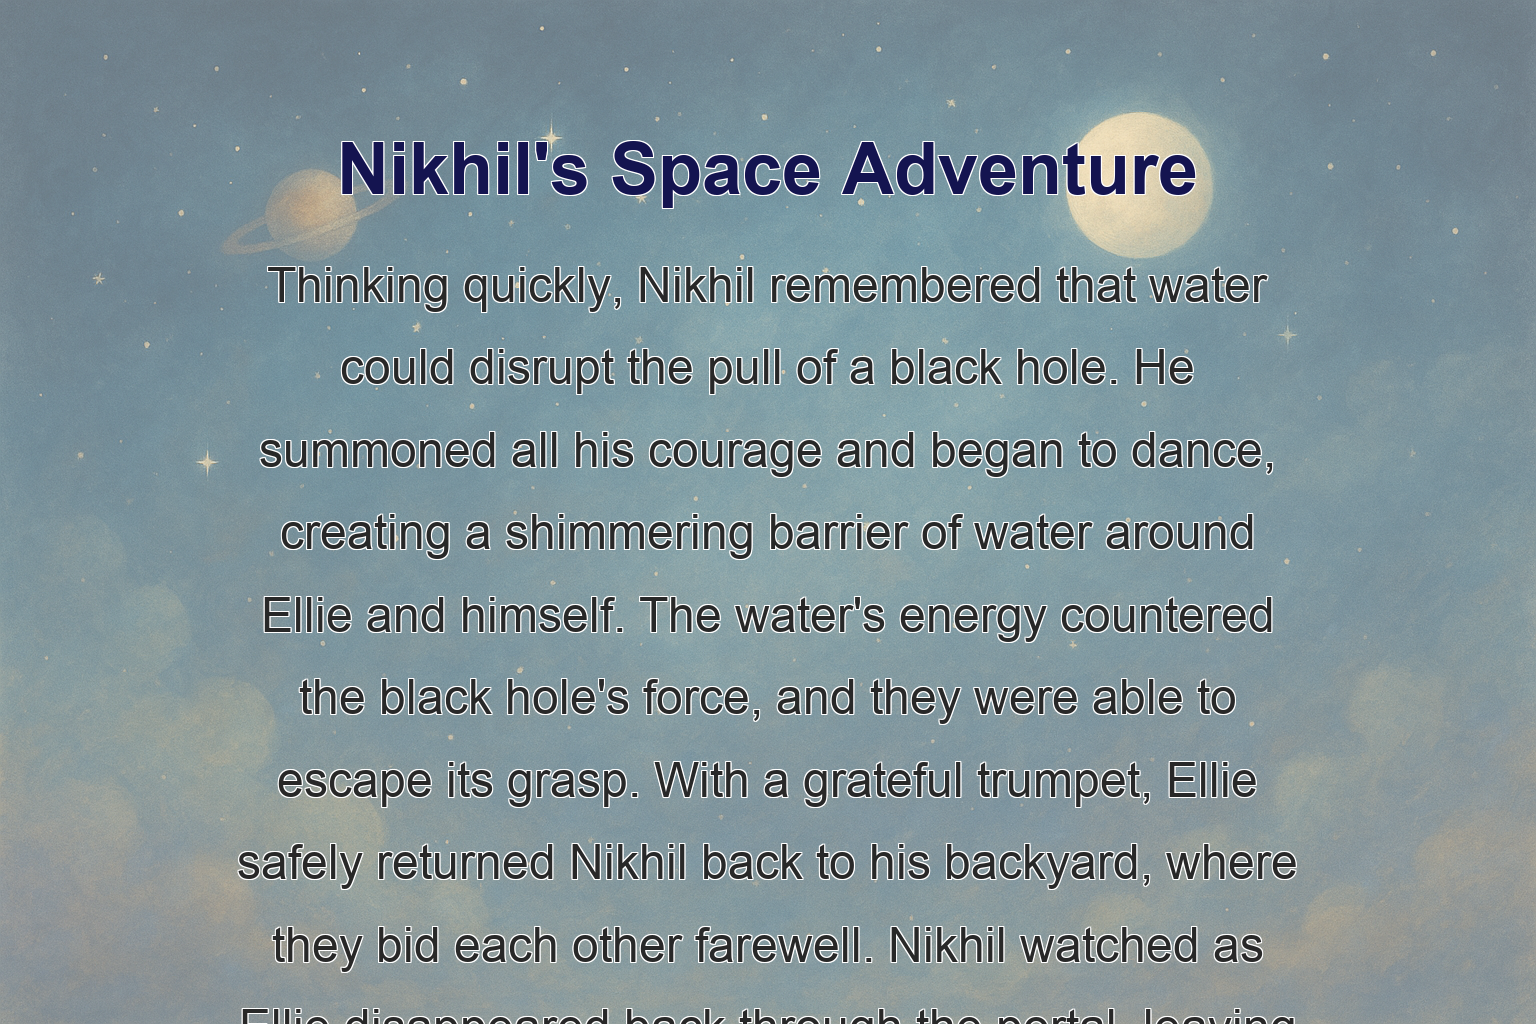 Nikhil's Space Adventure
Thinking quickly, Nikhil remembered that water
could disrupt the pull of a black hole. He
summoned all his courage and began to dance,
creating a shimmering barrier of water around
Ellie and himself. The water's energy countered
the black hole's force, and they were able to
escape its grasp. With a grateful trumpet, Ellie
safely returned Nikhil back to his backyard, where
they bid each other farewell. Nikhil watched as
Ellie disappeared back through the portal, leaving